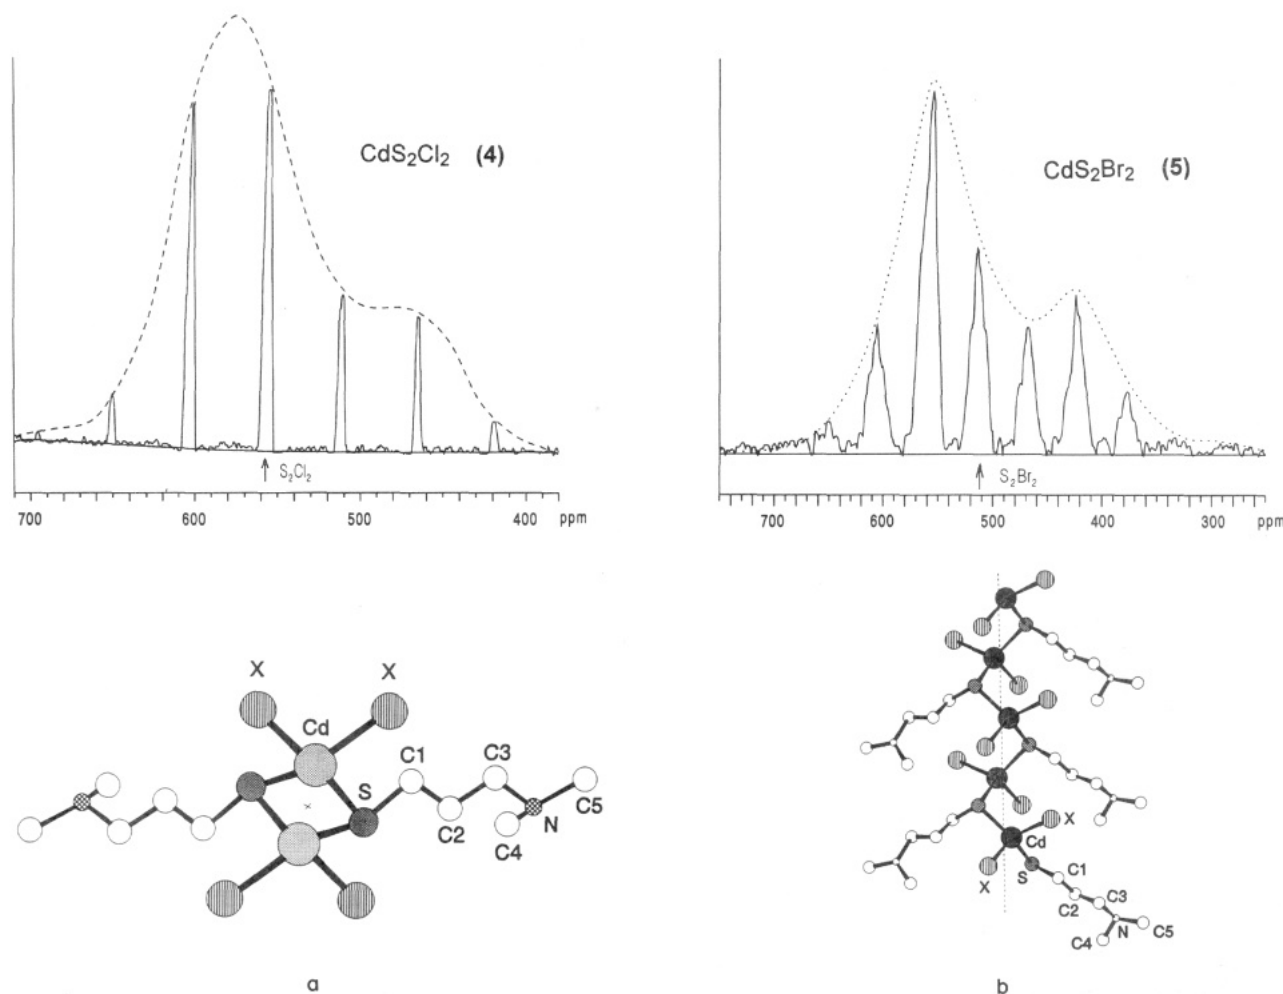 CdS2Cl2 (4)
S2Cl2
700 600 500 400 ppm
CdS2Br2 (5)
S2Br2
700 600 500 400 300 ppm
X X
Cd
C1 C3
S
C2 C4 N C5
a
X
Cd
S C1
X
C2 C3
N
C4 C5
b